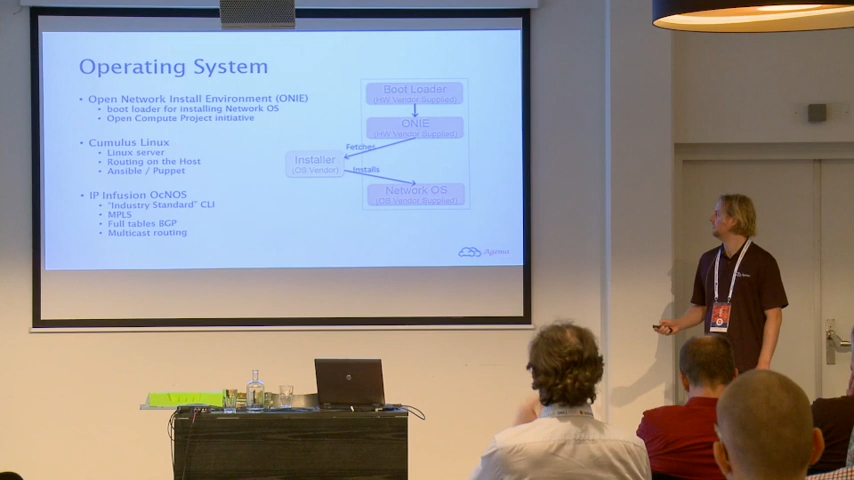 Operating System
• Open Network Install Environment (ONIE)
• boot loader for installing Network OS
• Open Compute Project initiative
• Cumulus Linux
• Linux server
• Routing on the Host
• Ansible / Puppet
• IP Infusion OcNOS
• "Industry Standard" CLI
• MPLS
• Full tables BGP
• Multicast routing
Boot Loader
(HW Vendor Supplied)
ONIE
(HW Vendor Supplied)
Fetches
Installer
(OS Vendor)
Installs
Network OS
(OS Vendor Supplied)
Agema